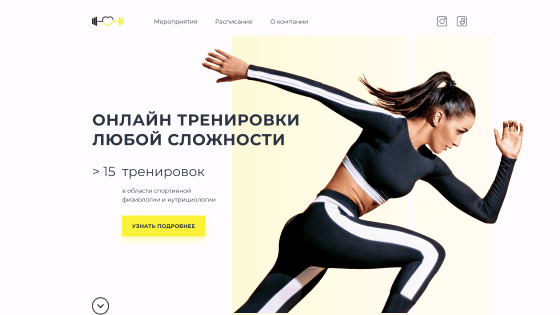 Мероприятия Расписание О компании
ОНЛАЙН ТРЕНИРОВКИ
ЛЮБОЙ СЛОЖНОСТИ
> 15 тренировок
в области спортивной
физиологии и нутрициологии
УЗНАТЬ ПОДРОБНЕЕ